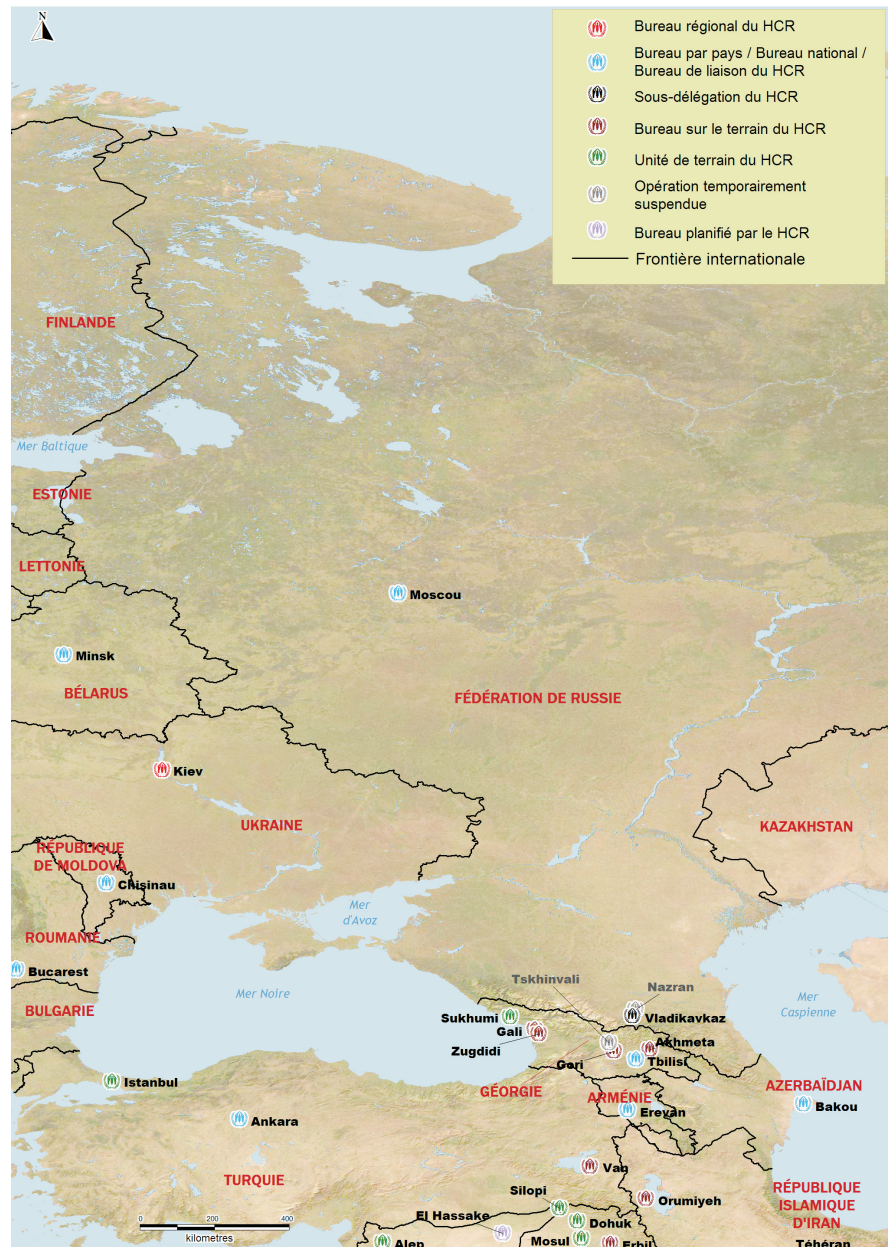 N
Bureau régional du HCR
Bureau par pays / Bureau national /
Bureau de liaison du HCR
Sous-délégation du HCR
Bureau sur le terrain du HCR
Unité de terrain du HCR
Opération temporairement
suspendue
Bureau planifié par le HCR
Frontière internationale
FINLANDE
Mer Baltique
ESTONIE
LETTONIE
Moscou
Minsk
BÉLARUS
FÉDÉRATION DE RUSSIE
Kiev
UKRAINE
KAZAKHSTAN
RÉPUBLIQUE
DE MOLDOVA
Chisinau
Mer
d'Avoz
ROUMANIE
Bucarest
Tskhinvali
Nazran
Mer Noire
Mer
Caspienne
BULGARIE
Sukhumi
Vladikavkaz
Gali
Zugdidi
Akhmeta
Gori
Tbilisi
Istanbul
GÉORGIE
ARMÉNIE
AZERBAÏDJAN
Erevan
Bakou
Ankara
Van
TURQUIE
Silopi
Orumiyeh
RÉPUBLIQUE
ISLAMIQUE
D'IRAN
El Hassake
Dohuk
0 200 400
kilometres
Alep
Mosul
Erbil
Téhéran